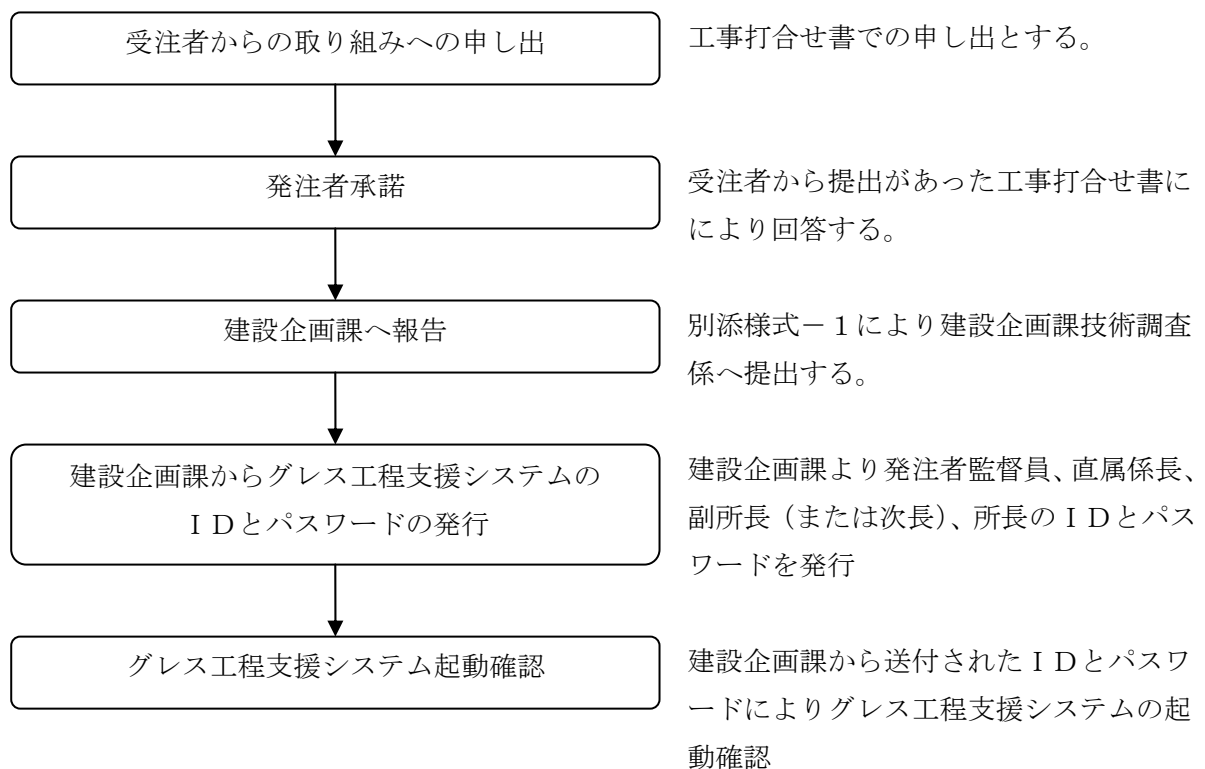 受注者からの取り組みへの申し出
工事打合せ書での申し出とする。
発注者承諾
受注者から提出があった工事打合せ書に
により回答する。
建設企画課へ報告
別添様式－１により建設企画課技術調査
係へ提出する。
建設企画課からグレス工程支援システムの
ＩＤとパスワードの発行
建設企画課より発注者監督員、直属係長、
副所長（または次長）、所長のＩＤとパス
ワードを発行
グレス工程支援システム起動確認
建設企画課から送付されたＩＤとパスワ
ードによりグレス工程支援システムの起
動確認